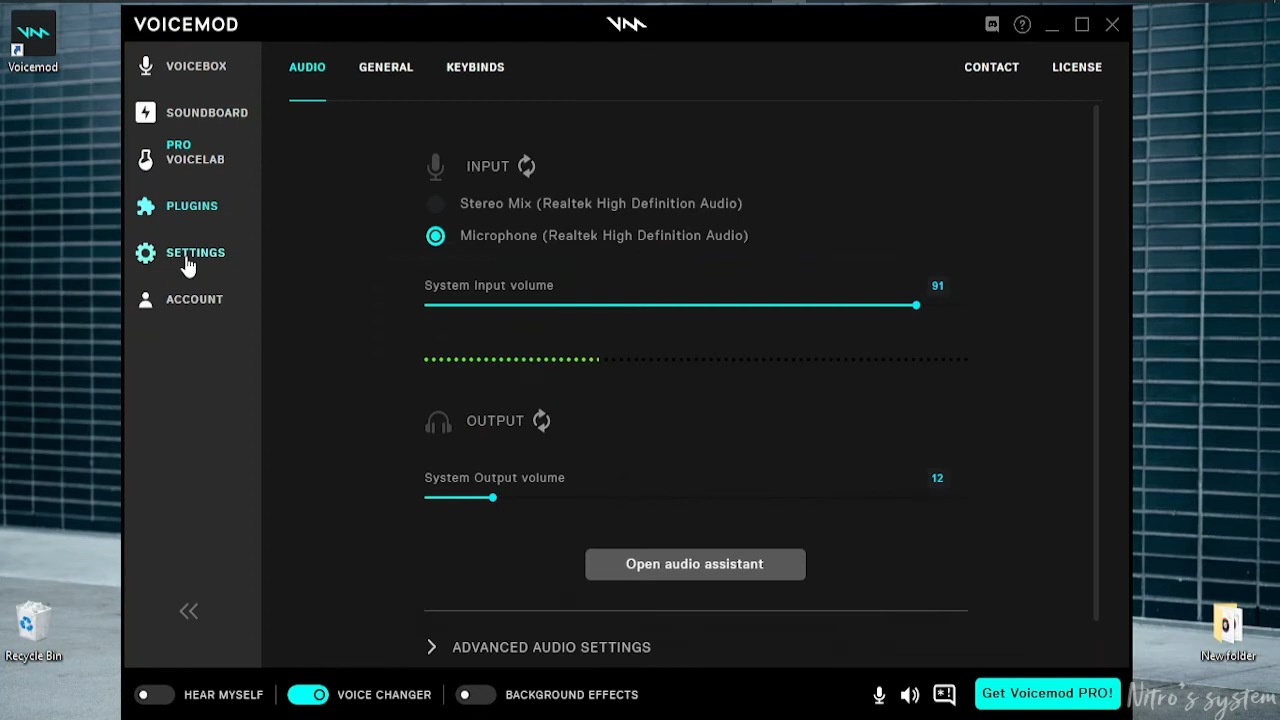 VOICEMOD
Voicemod
VOICEBOX
SOUNDBOARD
PRO
VOICELAB
PLUGINS
SETTINGS
ACCOUNT
AUDIO
GENERAL
KEYBINDS
CONTACT
LICENSE
INPUT
Stereo Mix (Realtek High Definition Audio)
Microphone (Realtek High Definition Audio)
System Input volume
91
OUTPUT
System Output volume
12
Open audio assistant
ADVANCED AUDIO SETTINGS
Recycle Bin
New folder
HEAR MYSELF
VOICE CHANGER
BACKGROUND EFFECTS
Get Voicemod PRO!
Nitro's system